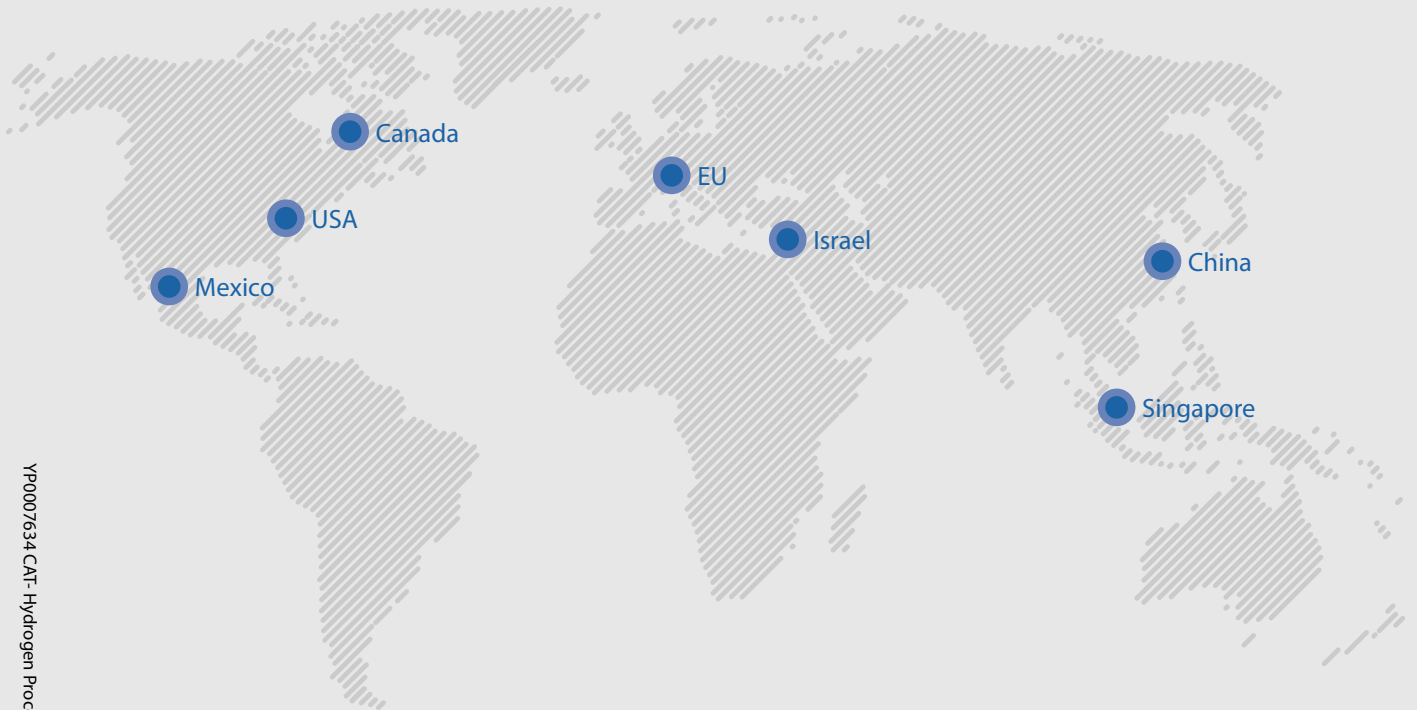 Canada
EU
USA
Israel
China
Mexico
Singapore
YP0007634 CAT- Hydrogen Proc